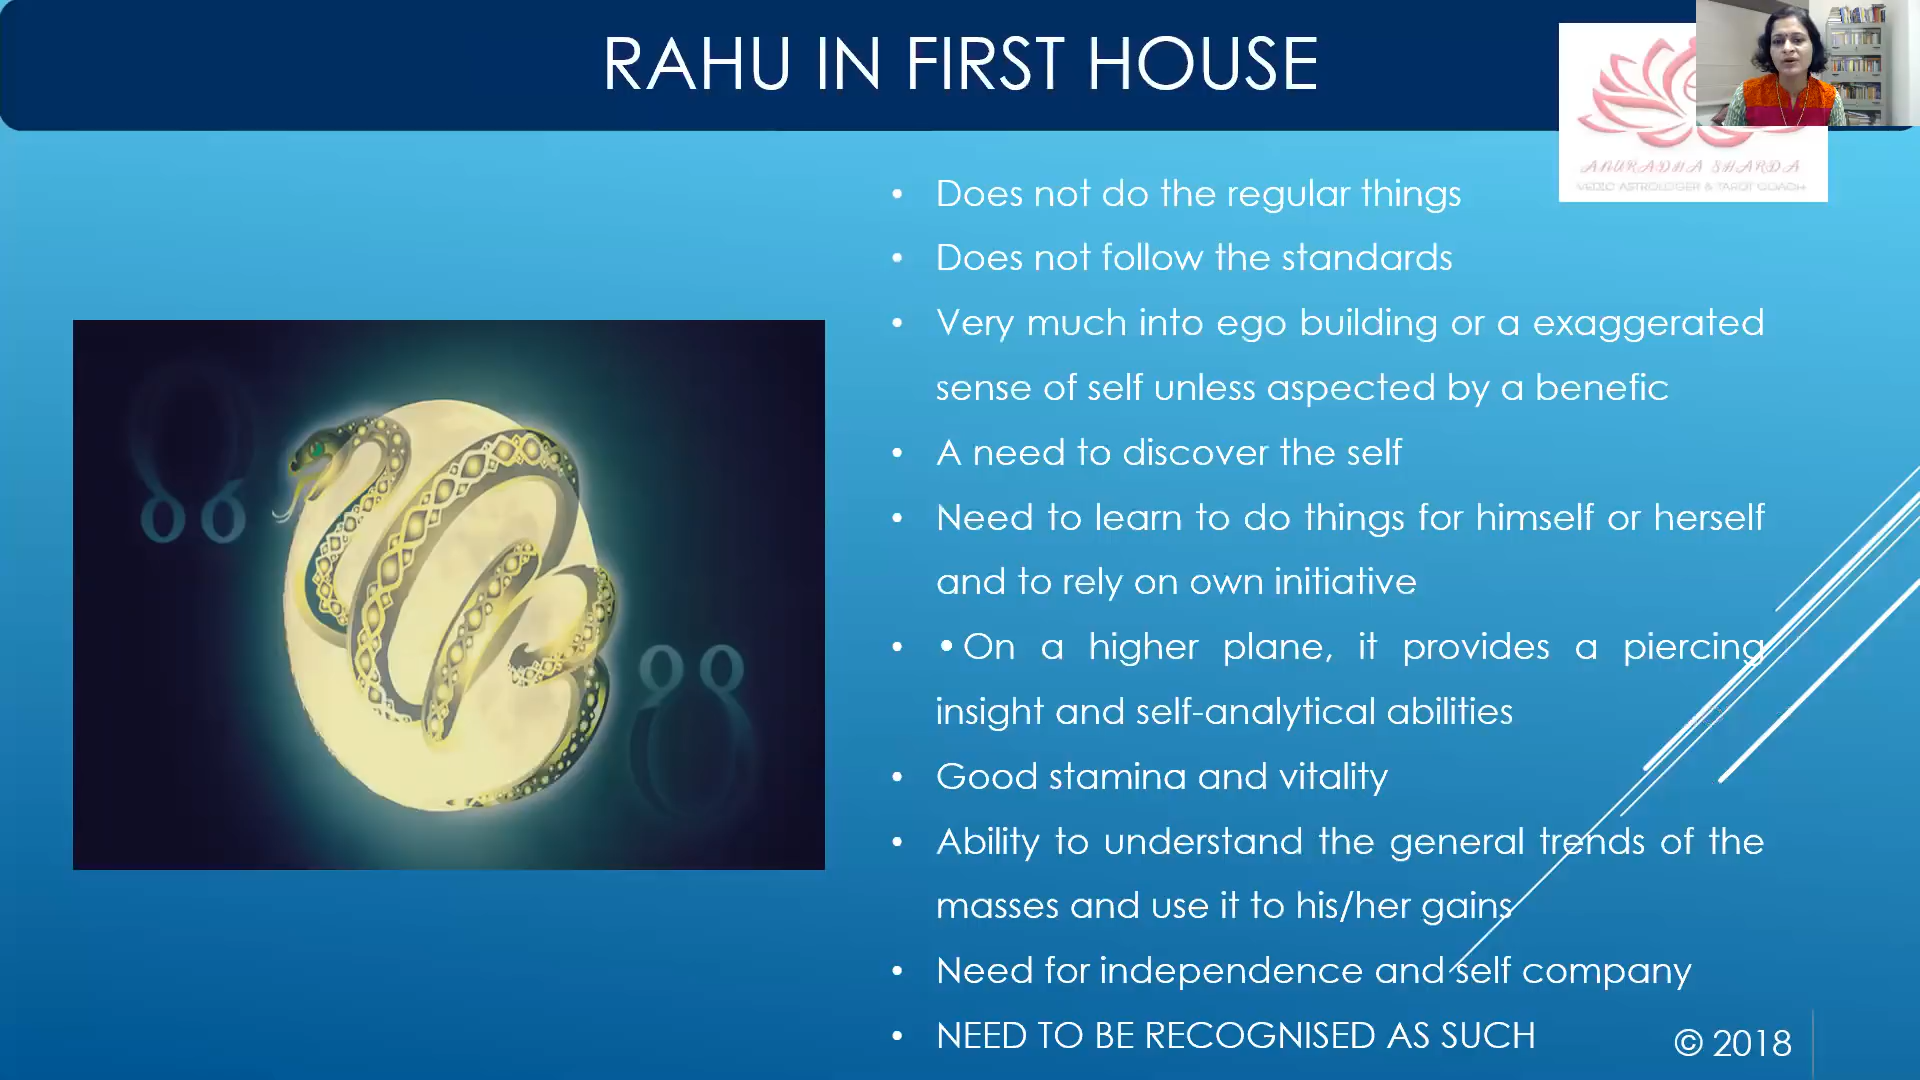 RAHU IN FIRST HOUSE
ANURADHA SHARDA
VEDIC ASTROLOGER & TAROT COACH
• Does not do the regular things
• Does not follow the standards
• Very much into ego building or a exaggerated
sense of self unless aspected by a benefic
• A need to discover the self
• Need to learn to do things for himself or herself
and to rely on own initiative
• •On a higher plane, it provides a piercing
insight and self-analytical abilities
• Good stamina and vitality
• Ability to understand the general trends of the
masses and use it to his/her gains
• Need for independence and self company
• NEED TO BE RECOGNISED AS SUCH
© 2018